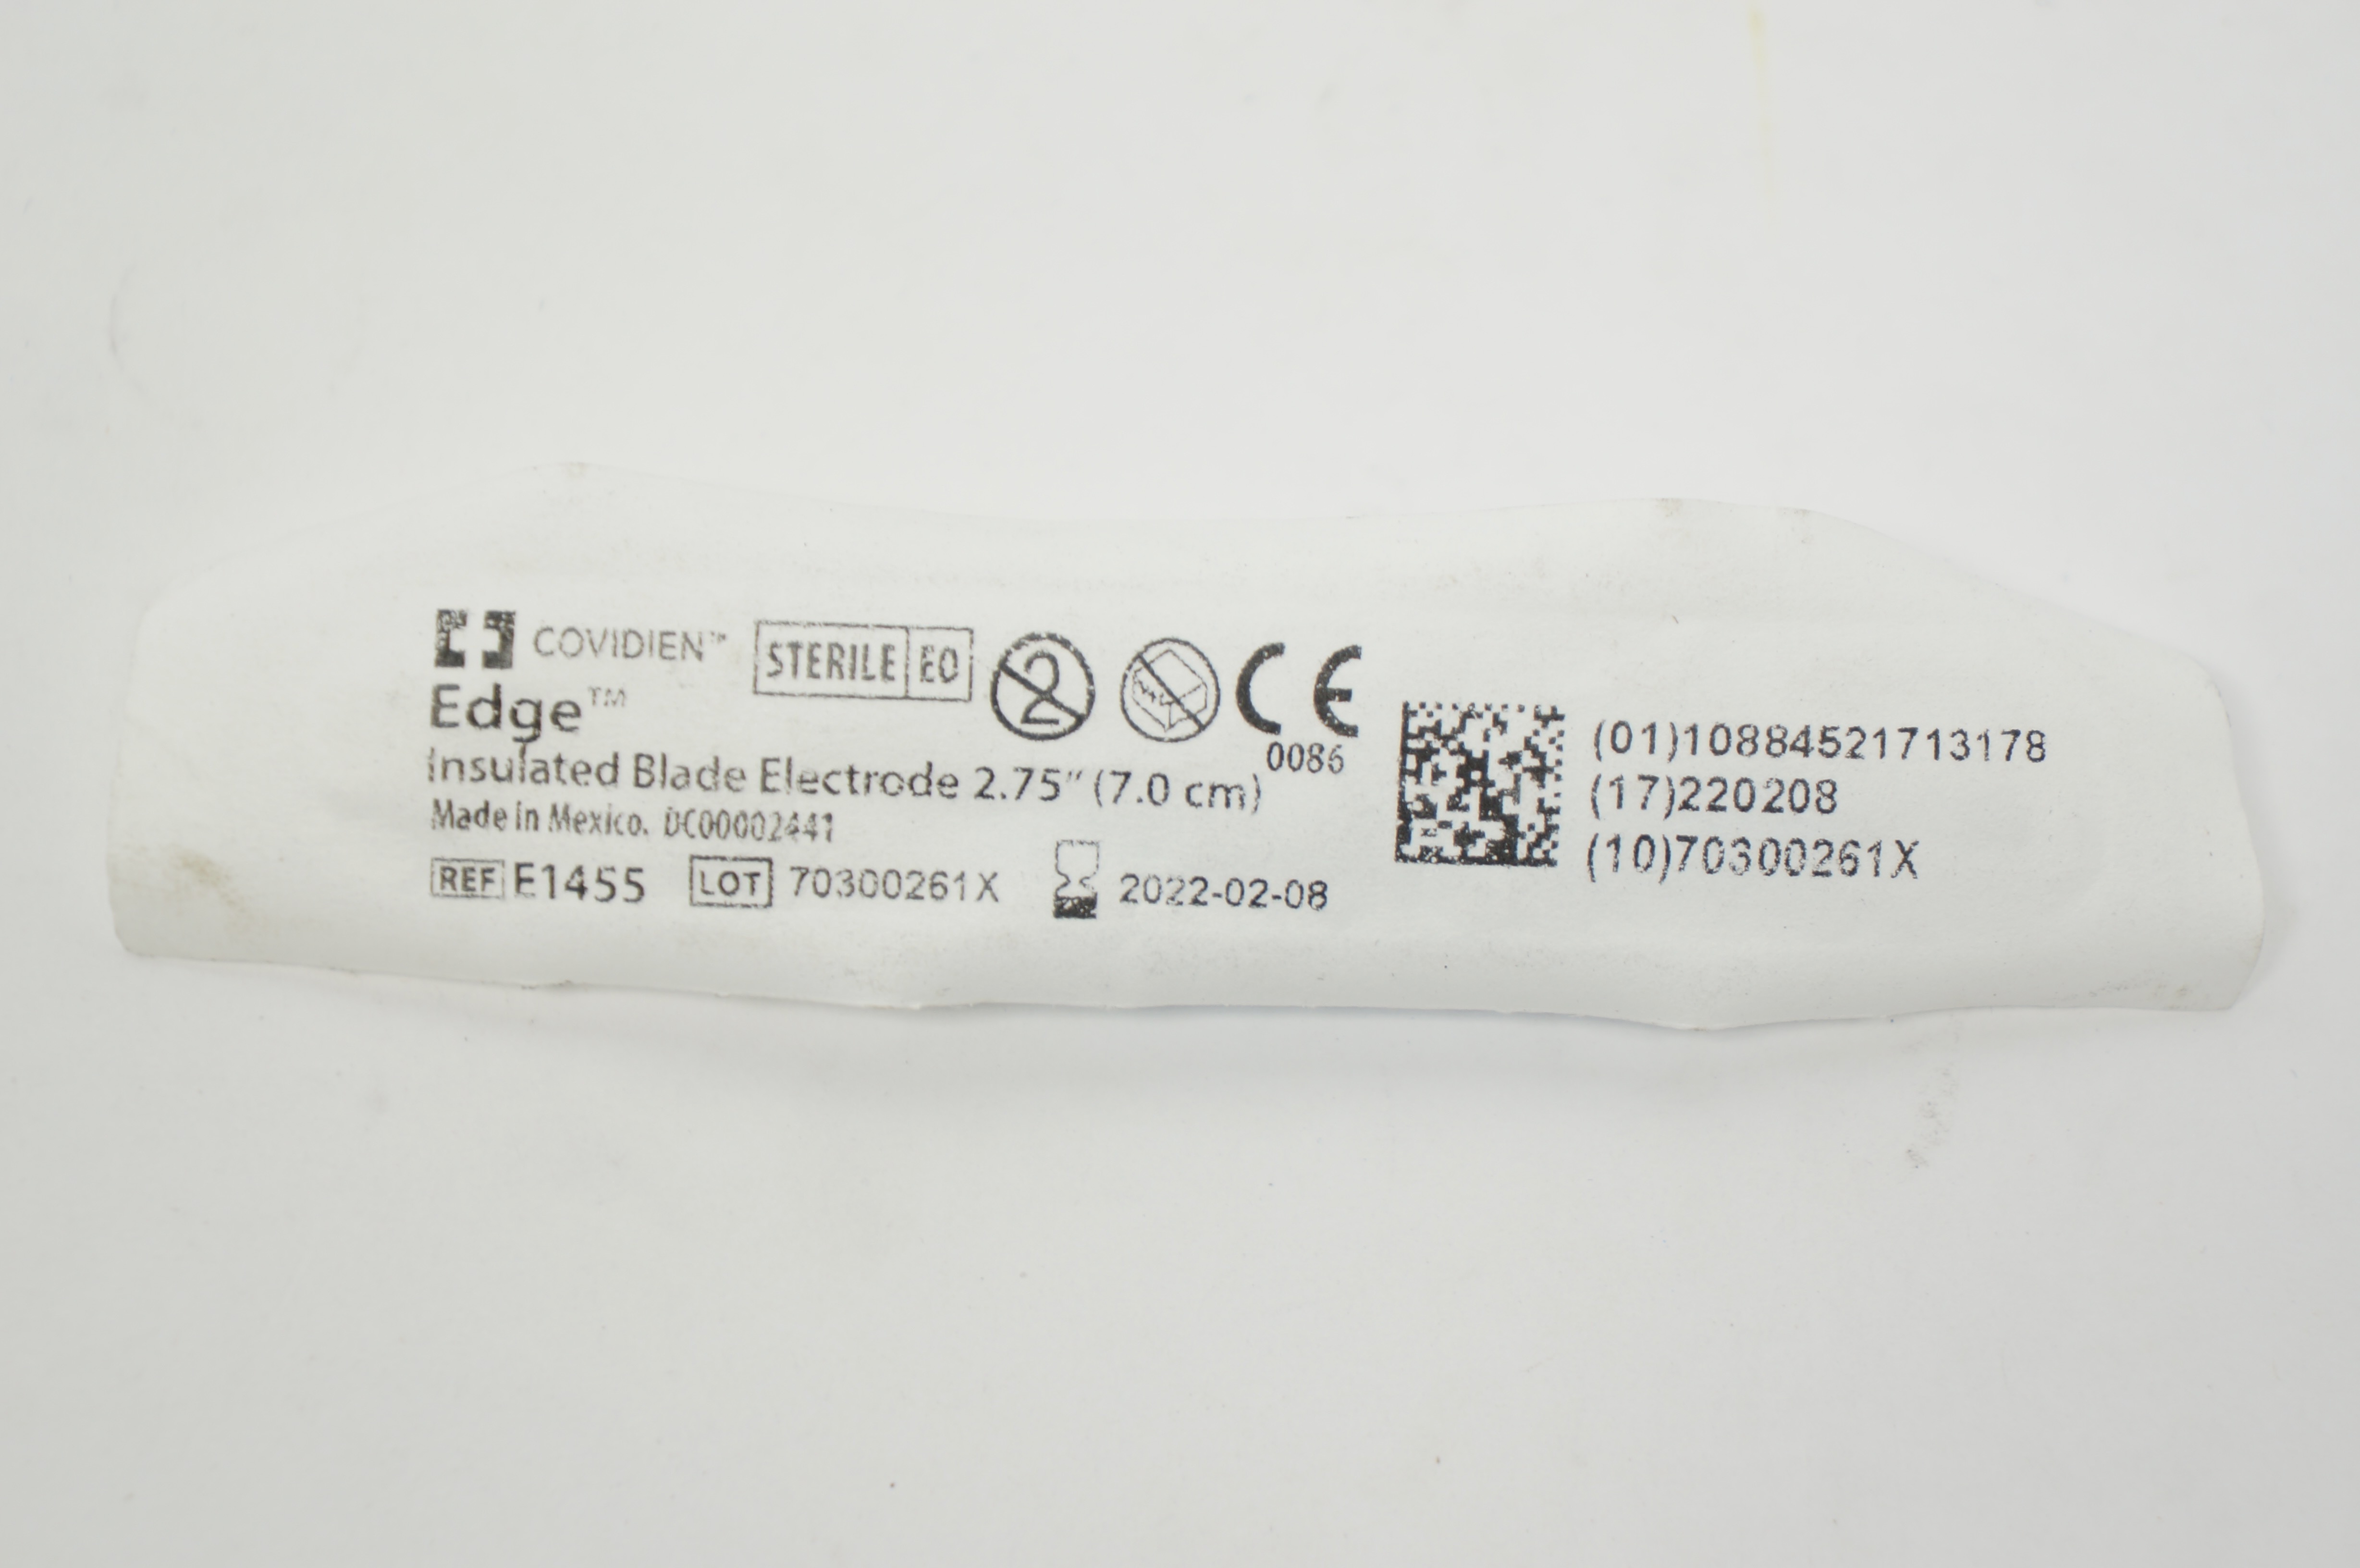 COVIDIEN™ STERILE EO
Edge™
0086
Insulated Blade Electrode 2.75" (7.0 cm)
Made in Mexico. DC00002441
REF E1455 LOT 70300261X 2022-02-08
(01)10884521713178
(17)220208
(10)70300261X